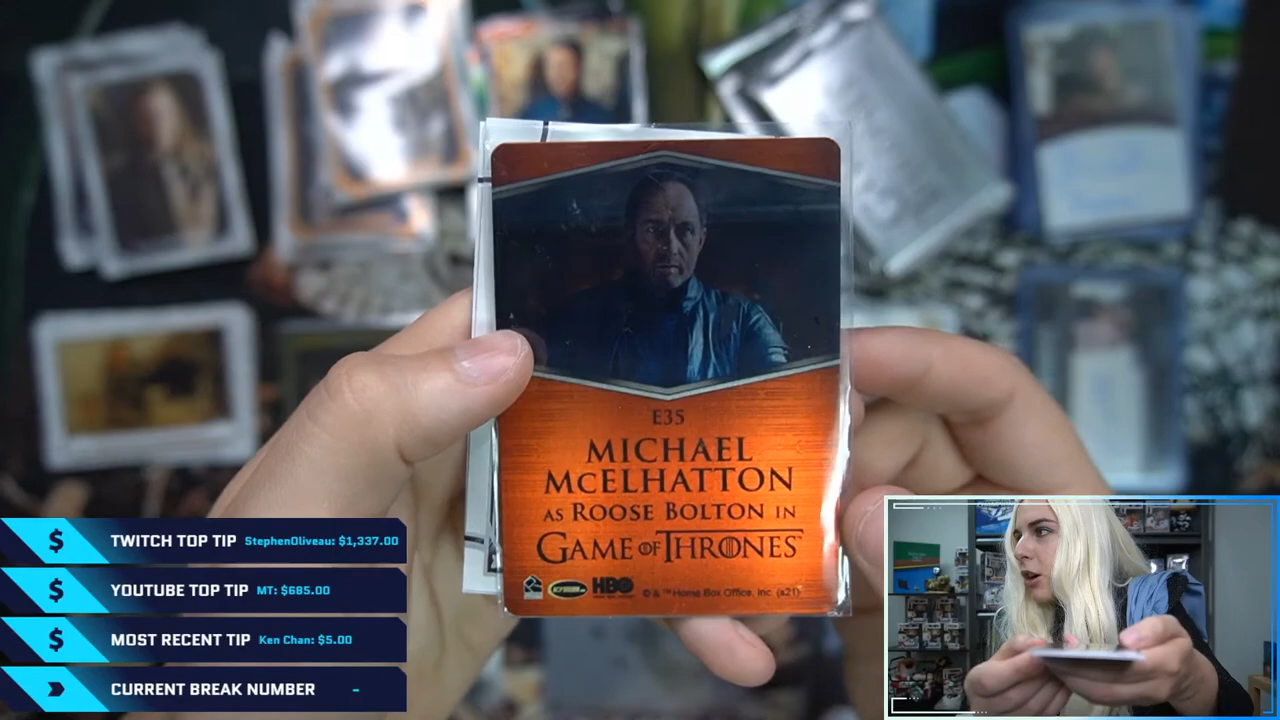 E35
MICHAEL
McELHATTON
AS ROOSE BOLTON IN
GAME OF THRONES
HBO
© & ™ Home Box Office, Inc. (s21)
TWITCH TOP TIP StephenOliveau: $1,337.00
YOUTUBE TOP TIP MT: $685.00
MOST RECENT TIP Ken Chan: $5.00
CURRENT BREAK NUMBER -